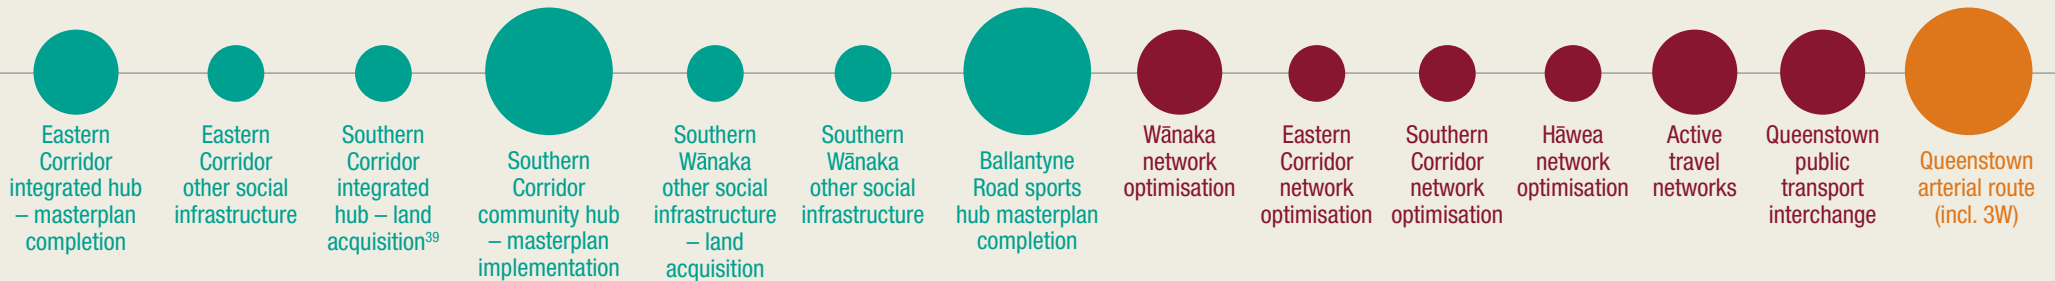 Eastern
Corridor
integrated hub
– masterplan
completion
Eastern
Corridor
other social
infrastructure
Southern
Corridor
integrated
hub – land
acquisition39
Southern
Corridor
community hub
– masterplan
implementation
Southern
Wānaka
other social
infrastructure
– land
acquisition
Southern
Wānaka
other social
infrastructure
Ballantyne
Road sports
hub masterplan
completion
Wānaka
network
optimisation
Eastern
Corridor
network
optimisation
Southern
Corridor
network
optimisation
Hāwea
network
optimisation
Active
travel
networks
Queenstown
public
transport
interchange
Queenstown
arterial route
(incl. 3W)